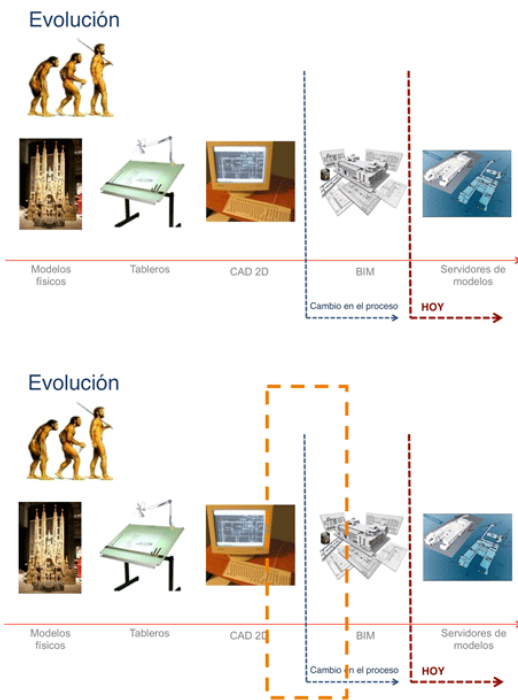 Evolución
Modelos físicos
Tableros
CAD 2D
BIM
Servidores de modelos
Cambio en el proceso
HOY
Evolución
Modelos físicos
Tableros
CAD 2D
BIM
Servidores de modelos
Cambio en el proceso
HOY